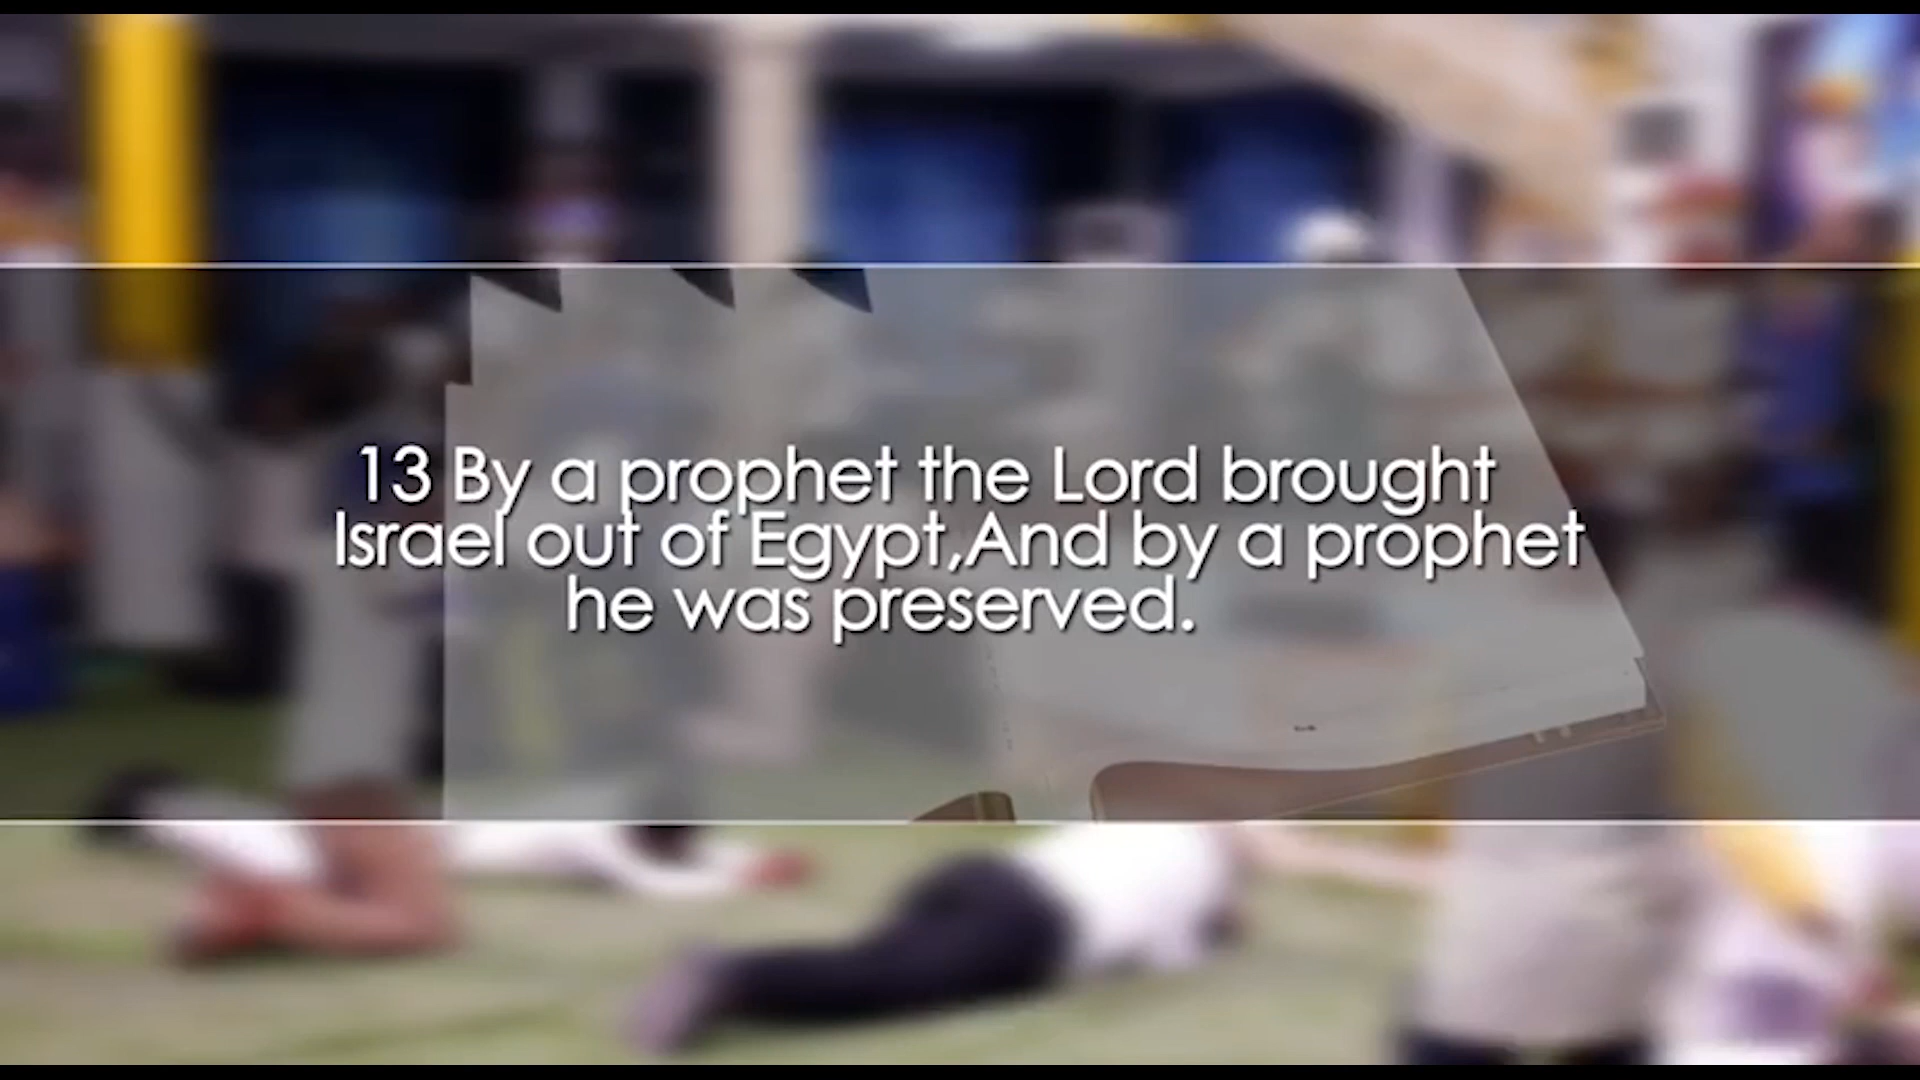 13 By a prophet the Lord brought
Israel out of Egypt,And by a prophet
he was preserved.